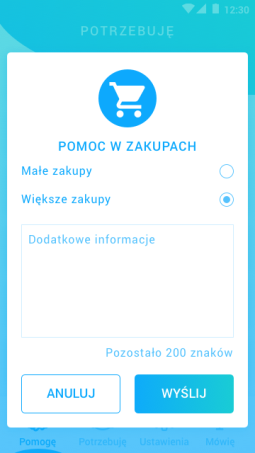 12:30
POTRZEBUJĘ
POMOC W ZAKUPACH
Małe zakupy
Większe zakupy
Dodatkowe informacje
Pozostało 200 znaków
ANULUJ
WYŚLIJ
Pomogę Potrzebuję Ustawienia Mówię